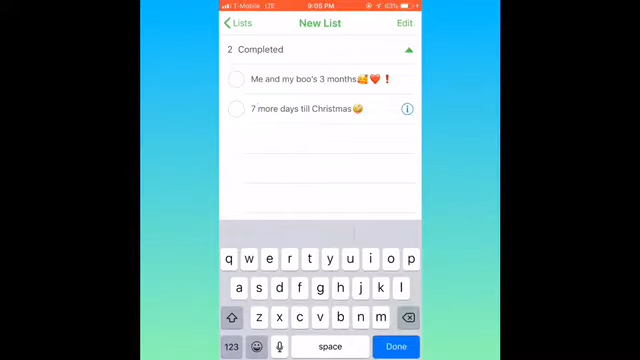 T-Mobile LTE 9:05 PM 83%
Lists New List Edit
2 Completed
Me and my boo's 3 months🥰❤️❗
7 more days till Christmas🤣
q w e r t y u i o p
a s d f g h j k l
z x c v b n m
123 space Done